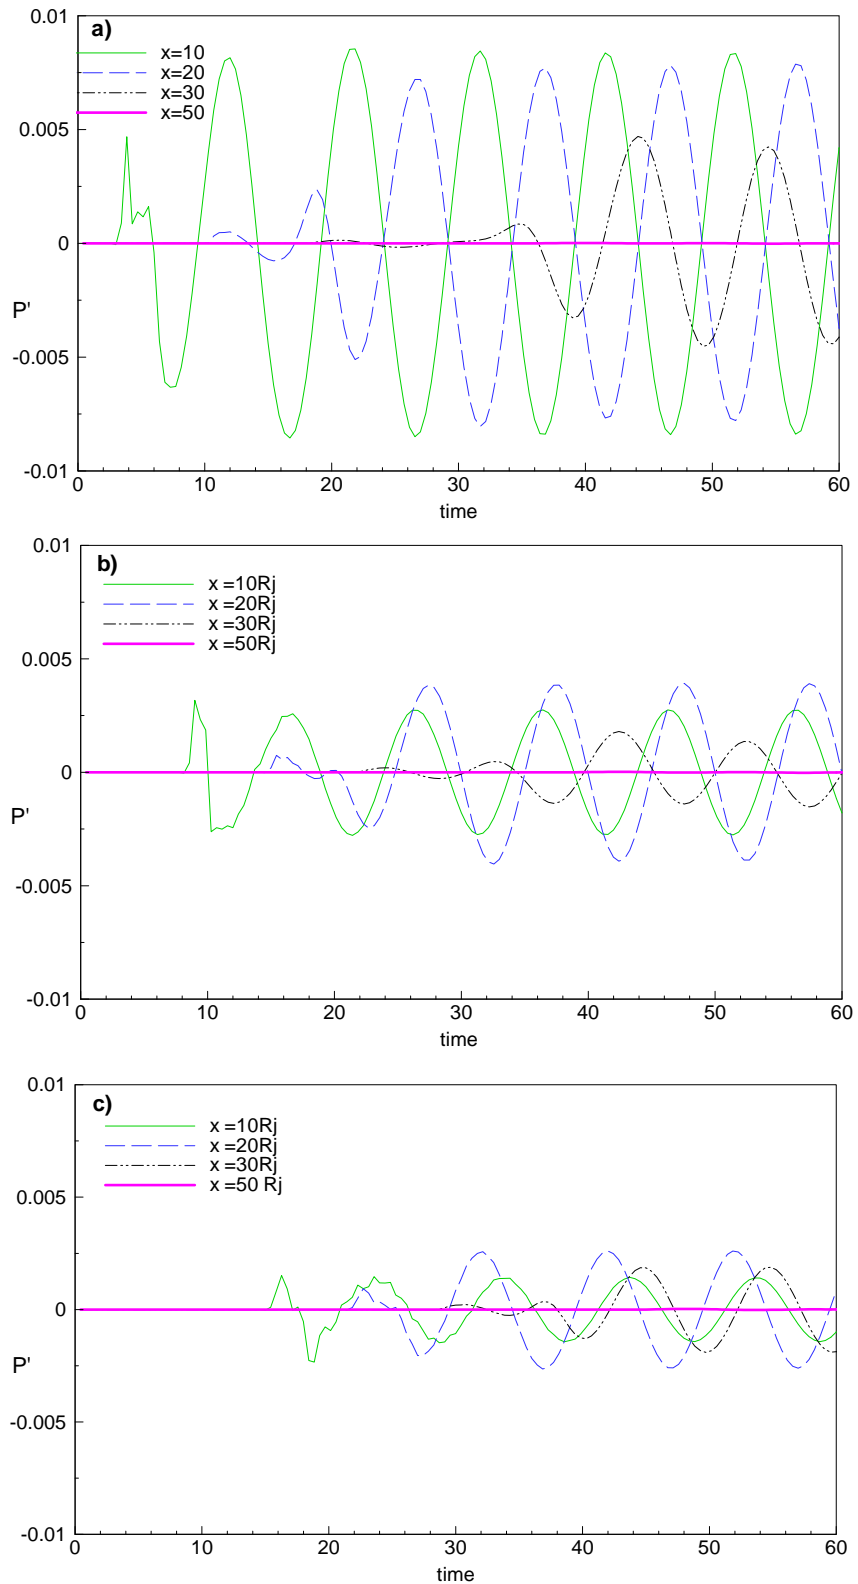 0.01
a)
x=10
x=20
x=30
x=50
0.005
0
P'
-0.005
-0.01
0 10 20 30 40 50 60
time
0.01
b)
x =10Rj
x =20Rj
x =30Rj
x =50Rj
0.005
0
P'
-0.005
-0.01
0 10 20 30 40 50 60
time
0.01
c)
x =10Rj
x =20Rj
x =30Rj
x =50 Rj
0.005
0
P'
-0.005
-0.01
0 10 20 30 40 50 60
time